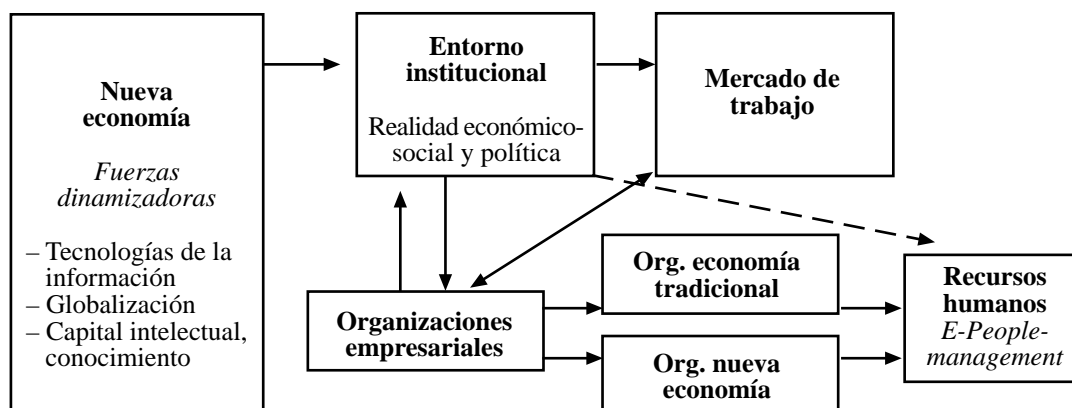 Nueva
economía
Fuerzas
dinamizadoras
– Tecnologías de la
información
– Globalización
– Capital intelectual,
conocimiento
Entorno
institucional
Realidad económico-
social y política
Mercado de
trabajo
Organizaciones
empresariales
Org. economía
tradicional
Org. nueva
economía
Recursos
humanos
E-People-
management